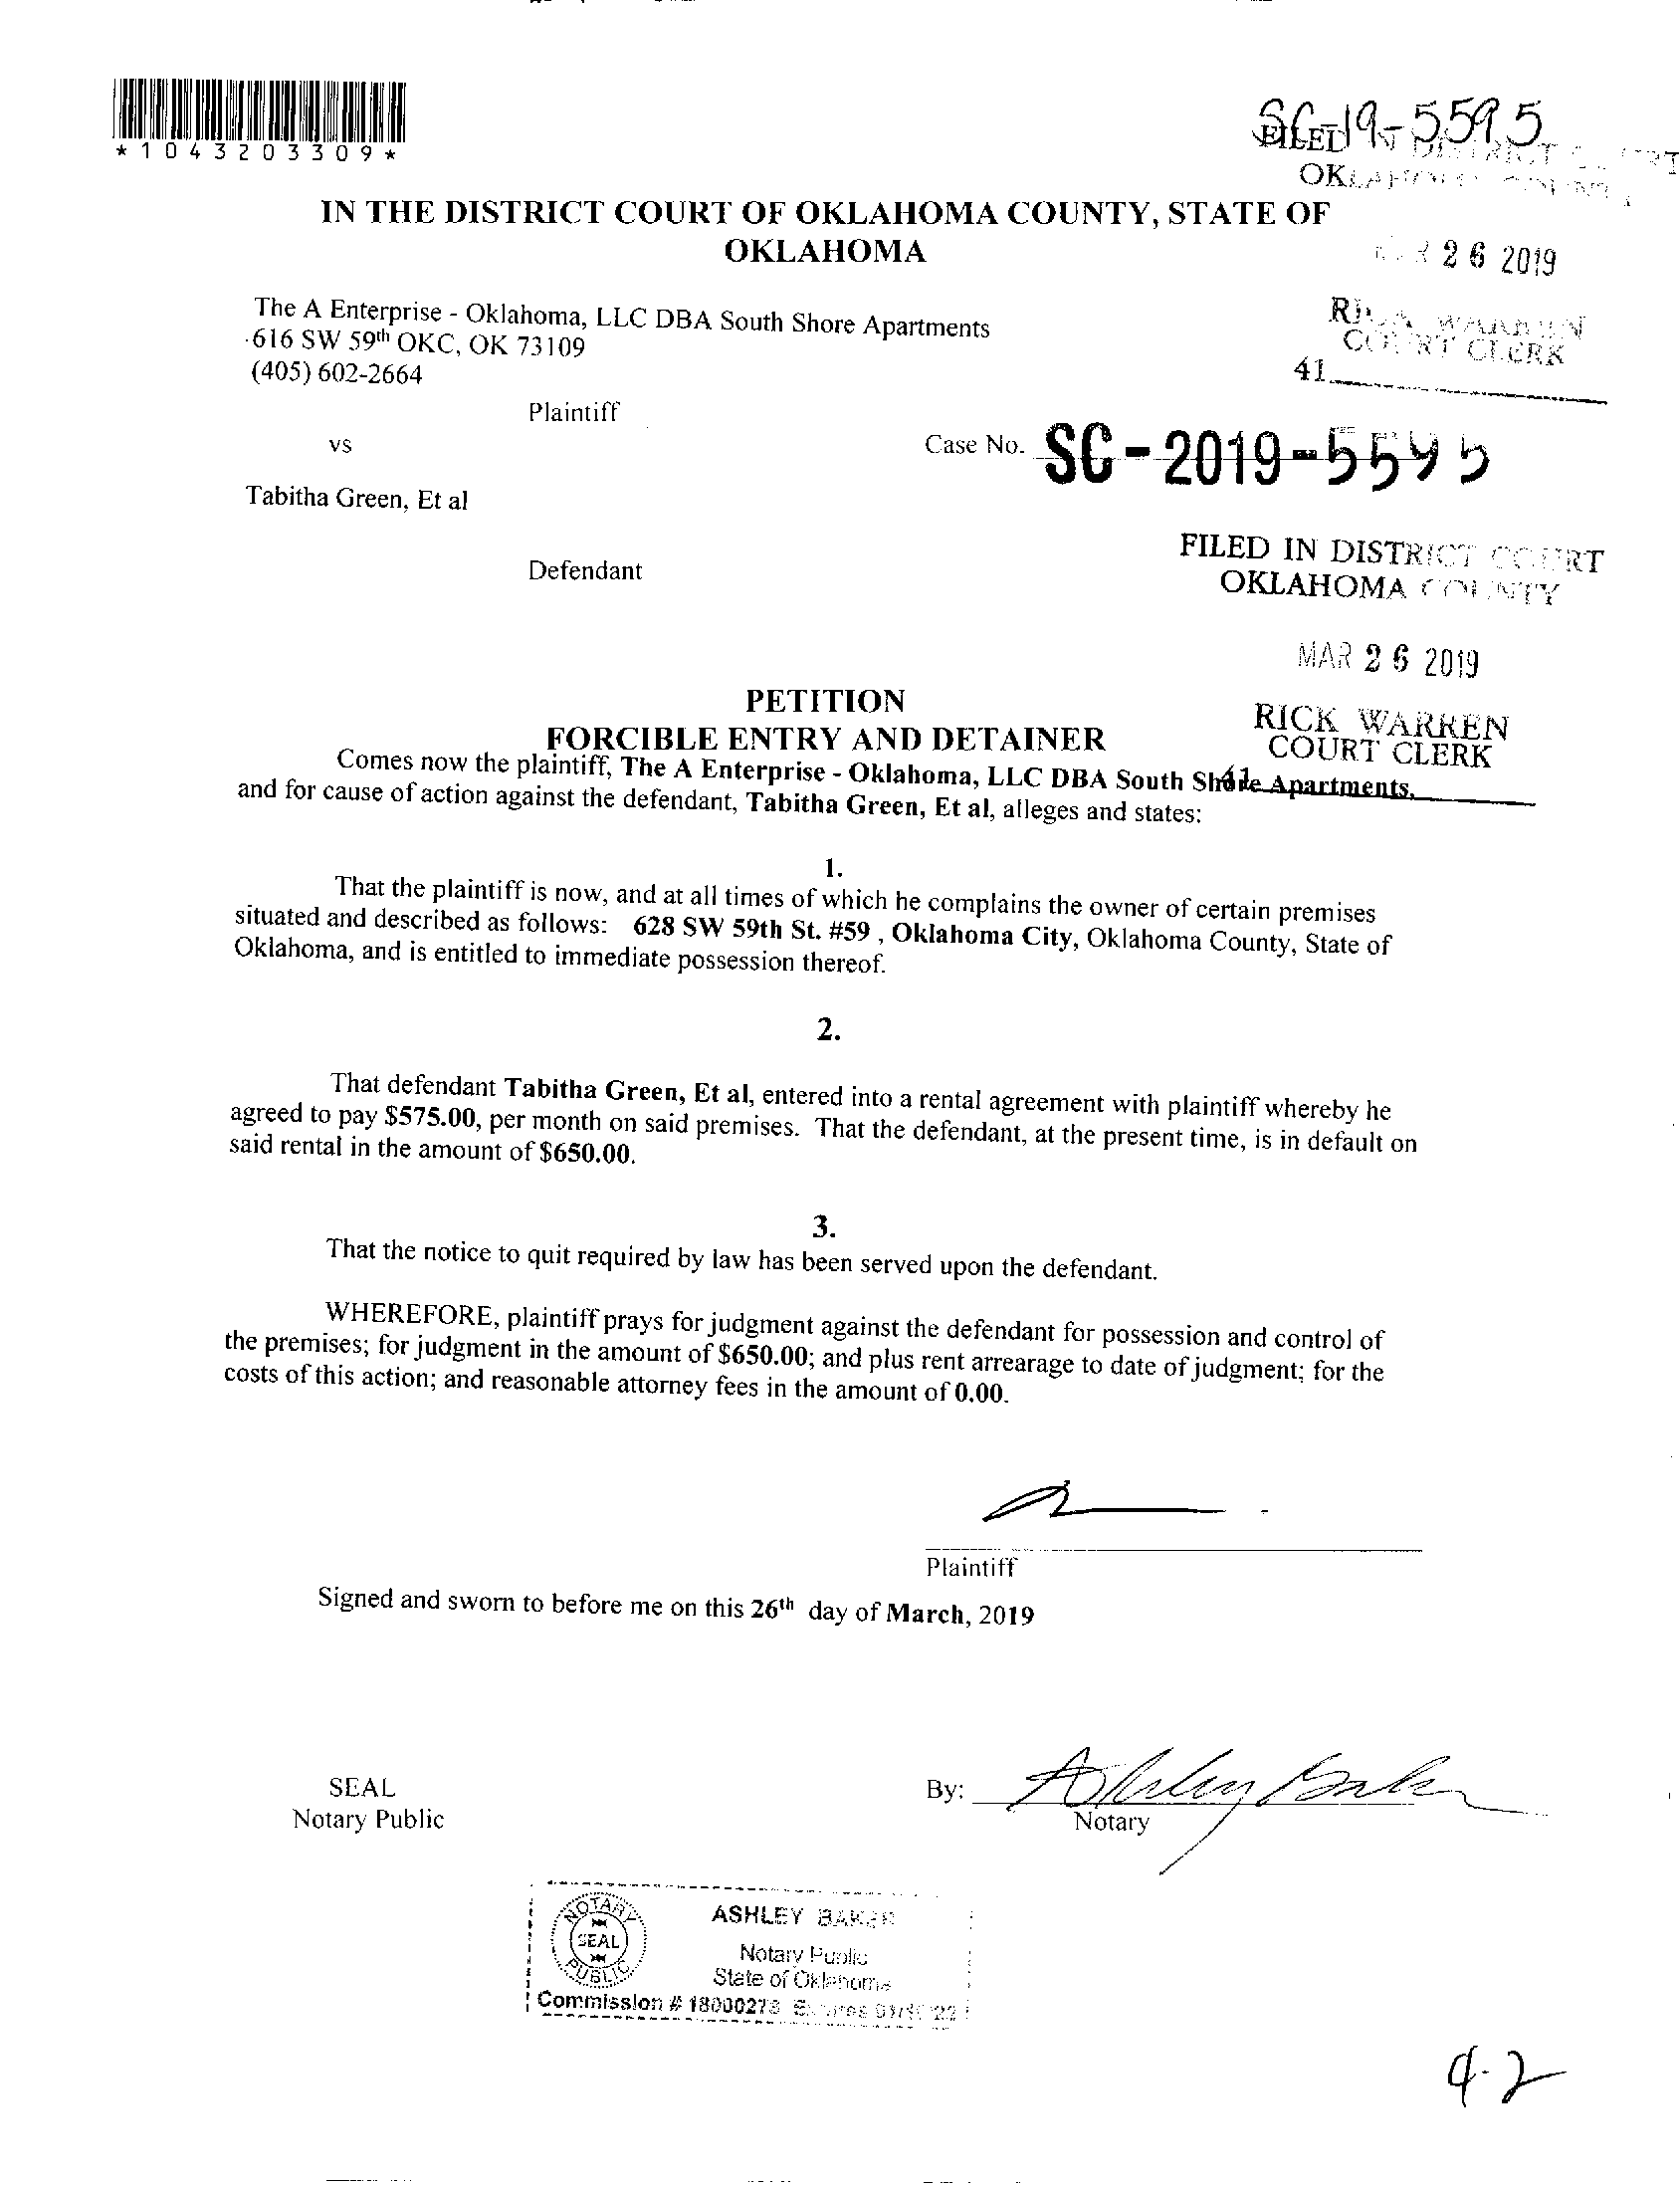 *1043203309*
SC-19-5595
FILED IN DISTRICT COURT
OKLAHOMA COUNTY
IN THE DISTRICT COURT OF OKLAHOMA COUNTY, STATE OF
OKLAHOMA
26 2019
The A Enterprise - Oklahoma, LLC DBA South Shore Apartments
616 SW 59th OKC, OK 73109
(405) 602-2664
WARREN
COURT CLERK
41
Plaintiff
vs
Case No. SC-2019-5595
Tabitha Green, Et al
Defendant
FILED IN DISTRICT COURT
OKLAHOMA COUNTY
MAR 26 2019
RICK WARREN
COURT CLERK
41
PETITION
FORCIBLE ENTRY AND DETAINER
Comes now the plaintiff, The A Enterprise - Oklahoma, LLC DBA South Shore Apartments,
and for cause of action against the defendant, Tabitha Green, Et al, alleges and states:
1.
That the plaintiff is now, and at all times of which he complains the owner of certain premises
situated and described as follows: 628 SW 59th St. #59 , Oklahoma City, Oklahoma County, State of
Oklahoma, and is entitled to immediate possession thereof.
2.
That defendant Tabitha Green, Et al, entered into a rental agreement with plaintiff whereby he
agreed to pay $575.00, per month on said premises. That the defendant, at the present time, is in default on
said rental in the amount of $650.00.
3.
That the notice to quit required by law has been served upon the defendant.
WHEREFORE, plaintiff prays for judgment against the defendant for possession and control of
the premises; for judgment in the amount of $650.00; and plus rent arrearage to date of judgment; for the
costs of this action; and reasonable attorney fees in the amount of 0.00.
Plaintiff
Signed and sworn to before me on this 26th day of March, 2019
SEAL
Notary Public
By: Ashley Baker
Notary
NOTARY
SEAL
PUBLIC
ASHLEY BAKER
Notary Public
State of Oklahoma
Commission # 18000278 Expires
4-2